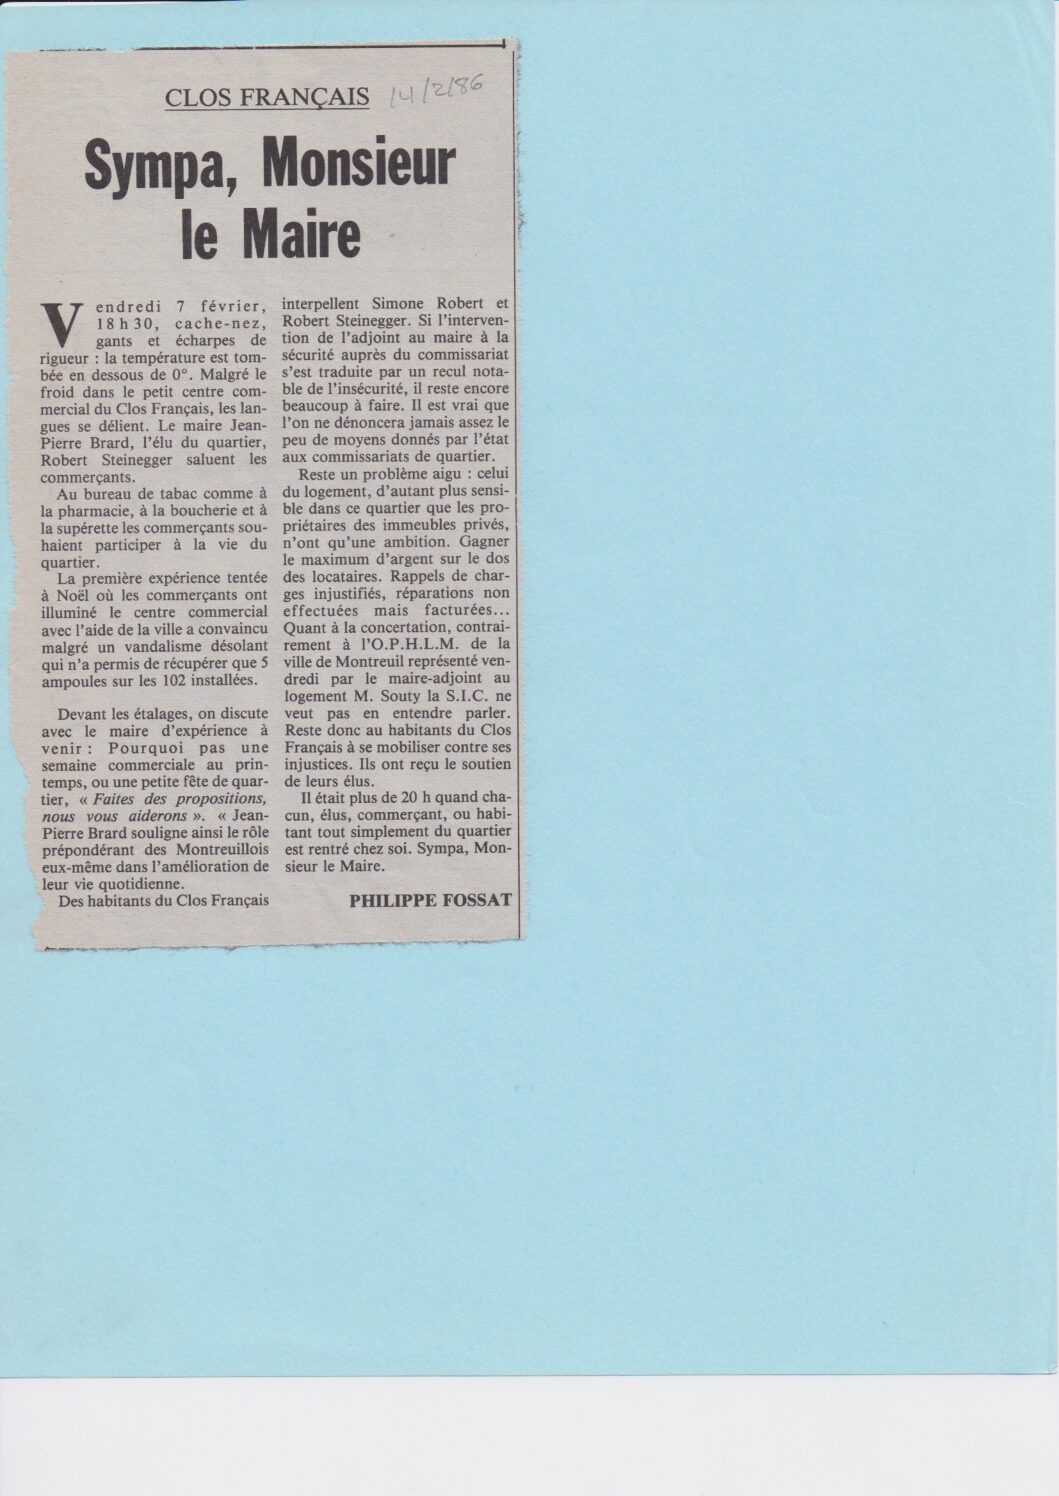 CLOS FRANÇAIS 14/2/86
Sympa, Monsieur
le Maire
Vendredi 7 février,
18 h 30, cache-nez,
gants et écharpes de
rigueur : la température est tom-
bée en dessous de 0°. Malgré le
froid dans le petit centre com-
mercial du Clos Français, les lan-
gues se délient. Le maire Jean-
Pierre Brard, l'élu du quartier,
Robert Steinegger saluent les
commerçants.
Au bureau de tabac comme à
la pharmacie, à la boucherie et à
la supérette les commerçants sou-
haient participer à la vie du
quartier.
La première expérience tentée
à Noël où les commerçants ont
illuminé le centre commercial
avec l'aide de la ville a convaincu
malgré un vandalisme désolant
qui n'a permis de récupérer que 5
ampoules sur les 102 installées.
Devant les étalages, on discute
avec le maire d'expérience à
venir : Pourquoi pas une
semaine commerciale au prin-
temps, ou une petite fête de quar-
tier, « Faites des propositions,
nous vous aiderons ». « Jean-
Pierre Brard souligne ainsi le rôle
prépondérant des Montreuillois
eux-même dans l'amélioration de
leur vie quotidienne.
Des habitants du Clos Français
interpellent Simone Robert et
Robert Steinegger. Si l'interven-
tion de l'adjoint au maire à la
sécurité auprès du commissariat
s'est traduite par un recul nota-
ble de l'insécurité, il reste encore
beaucoup à faire. Il est vrai que
l'on ne dénoncera jamais assez le
peu de moyens donnés par l'état
aux commissariats de quartier.
Reste un problème aigu : celui
du logement, d'autant plus sensi-
ble dans ce quartier que les pro-
priétaires des immeubles privés,
n'ont qu'une ambition. Gagner
le maximum d'argent sur le dos
des locataires. Rappels de char-
ges injustifiés, réparations non
effectuées mais facturées...
Quant à la concertation, contrai-
rement à l'O.P.H.L.M. de la
ville de Montreuil représenté ven-
dredi par le maire-adjoint au
logement M. Souty la S.I.C. ne
veut pas en entendre parler.
Reste donc au habitants du Clos
Français à se mobiliser contre ses
injustices. Ils ont reçu le soutien
de leurs élus.
Il était plus de 20 h quand cha-
cun, élus, commerçant, ou habi-
tant tout simplement du quartier
est rentré chez soi. Sympa, Mon-
sieur le Maire.
PHILIPPE FOSSAT